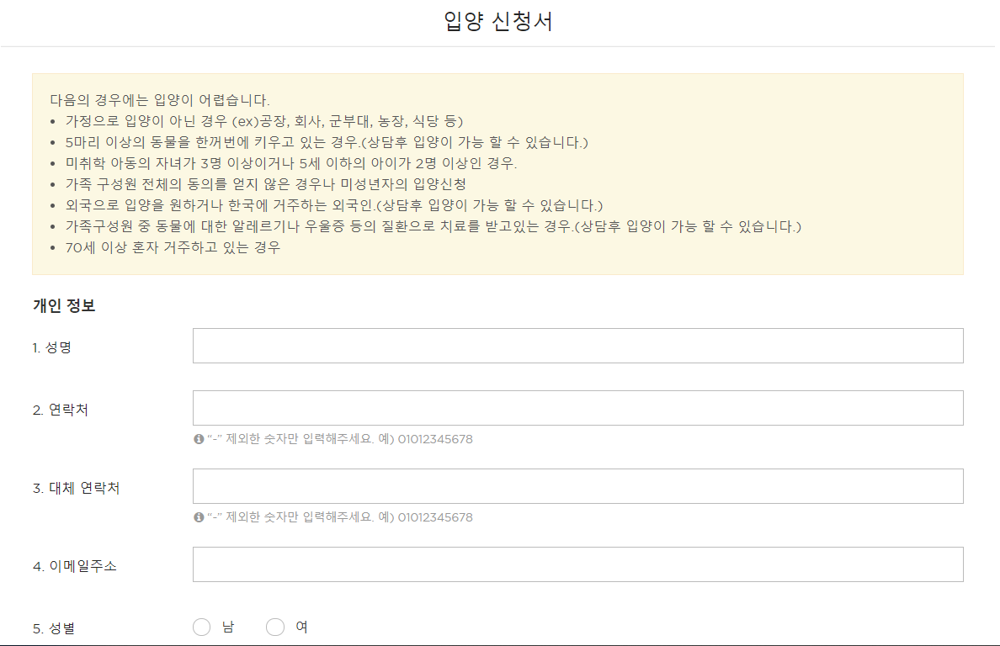 입양 신청서
다음의 경우에는 입양이 어렵습니다.
• 가정으로 입양이 아닌 경우 (ex)공장, 회사, 군부대, 농장, 식당 등)
• 5마리 이상의 동물을 한꺼번에 키우고 있는 경우.(상담후 입양이 가능 할 수 있습니다.)
• 미취학 아동의 자녀가 3명 이상이거나 5세 이하의 아이가 2명 이상인 경우.
• 가족 구성원 전체의 동의를 얻지 않은 경우나 미성년자의 입양신청
• 외국으로 입양을 원하거나 한국에 거주하는 외국인.(상담후 입양이 가능 할 수 있습니다.)
• 가족구성원 중 동물에 대한 알레르기나 우울증 등의 질환으로 치료를 받고있는 경우.(상담후 입양이 가능 할 수 있습니다.)
• 70세 이상 혼자 거주하고 있는 경우
개인 정보
1. 성명
2. 연락처
“-” 제외한 숫자만 입력해주세요. 예) 01012345678
3. 대체 연락처
“-” 제외한 숫자만 입력해주세요. 예) 01012345678
4. 이메일주소
5. 성별 남 여